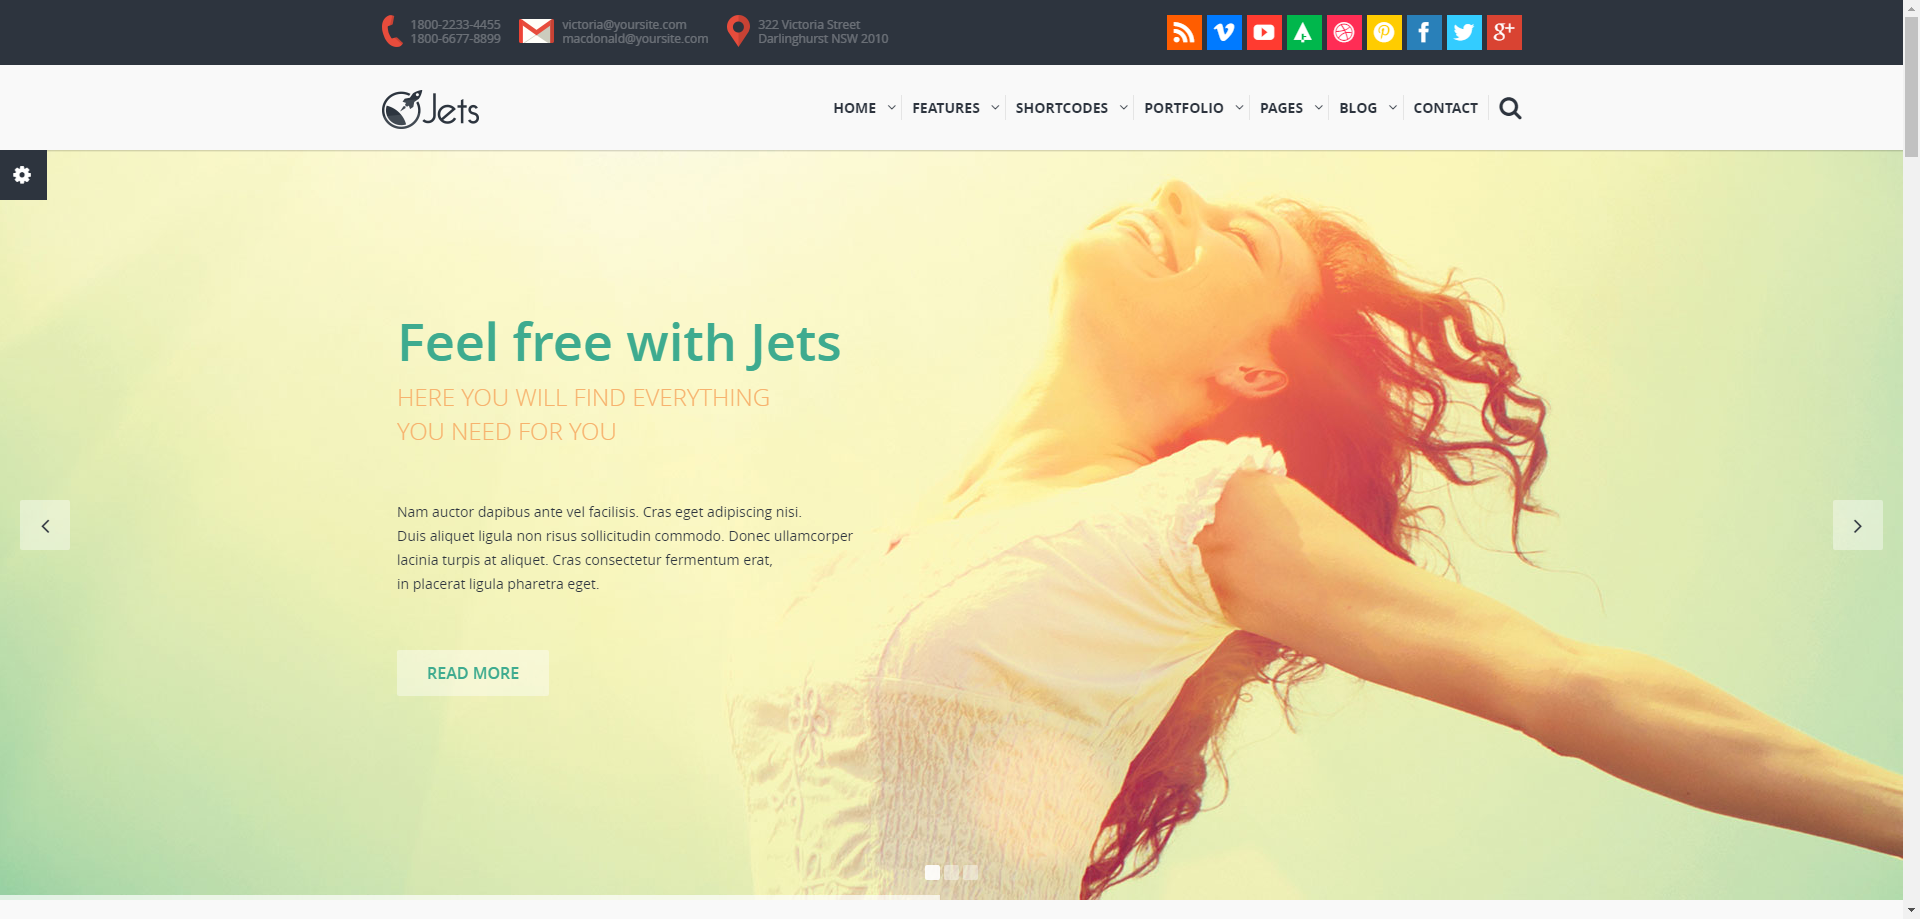 1800-2233-4455
1800-6677-8899
victoria@yoursite.com
macdonald@yoursite.com
322 Victoria Street
Darlinghurst NSW 2010
g+
Jets
HOME
FEATURES
SHORTCODES
PORTFOLIO
PAGES
BLOG
CONTACT
Feel free with Jets
HERE YOU WILL FIND EVERYTHING
YOU NEED FOR YOU
Nam auctor dapibus ante vel facilisis. Cras eget adipiscing nisi.
Duis aliquet ligula non risus sollicitudin commodo. Donec ullamcorper
lacinia turpis at aliquet. Cras consectetur fermentum erat,
in placerat ligula pharetra eget.
READ MORE